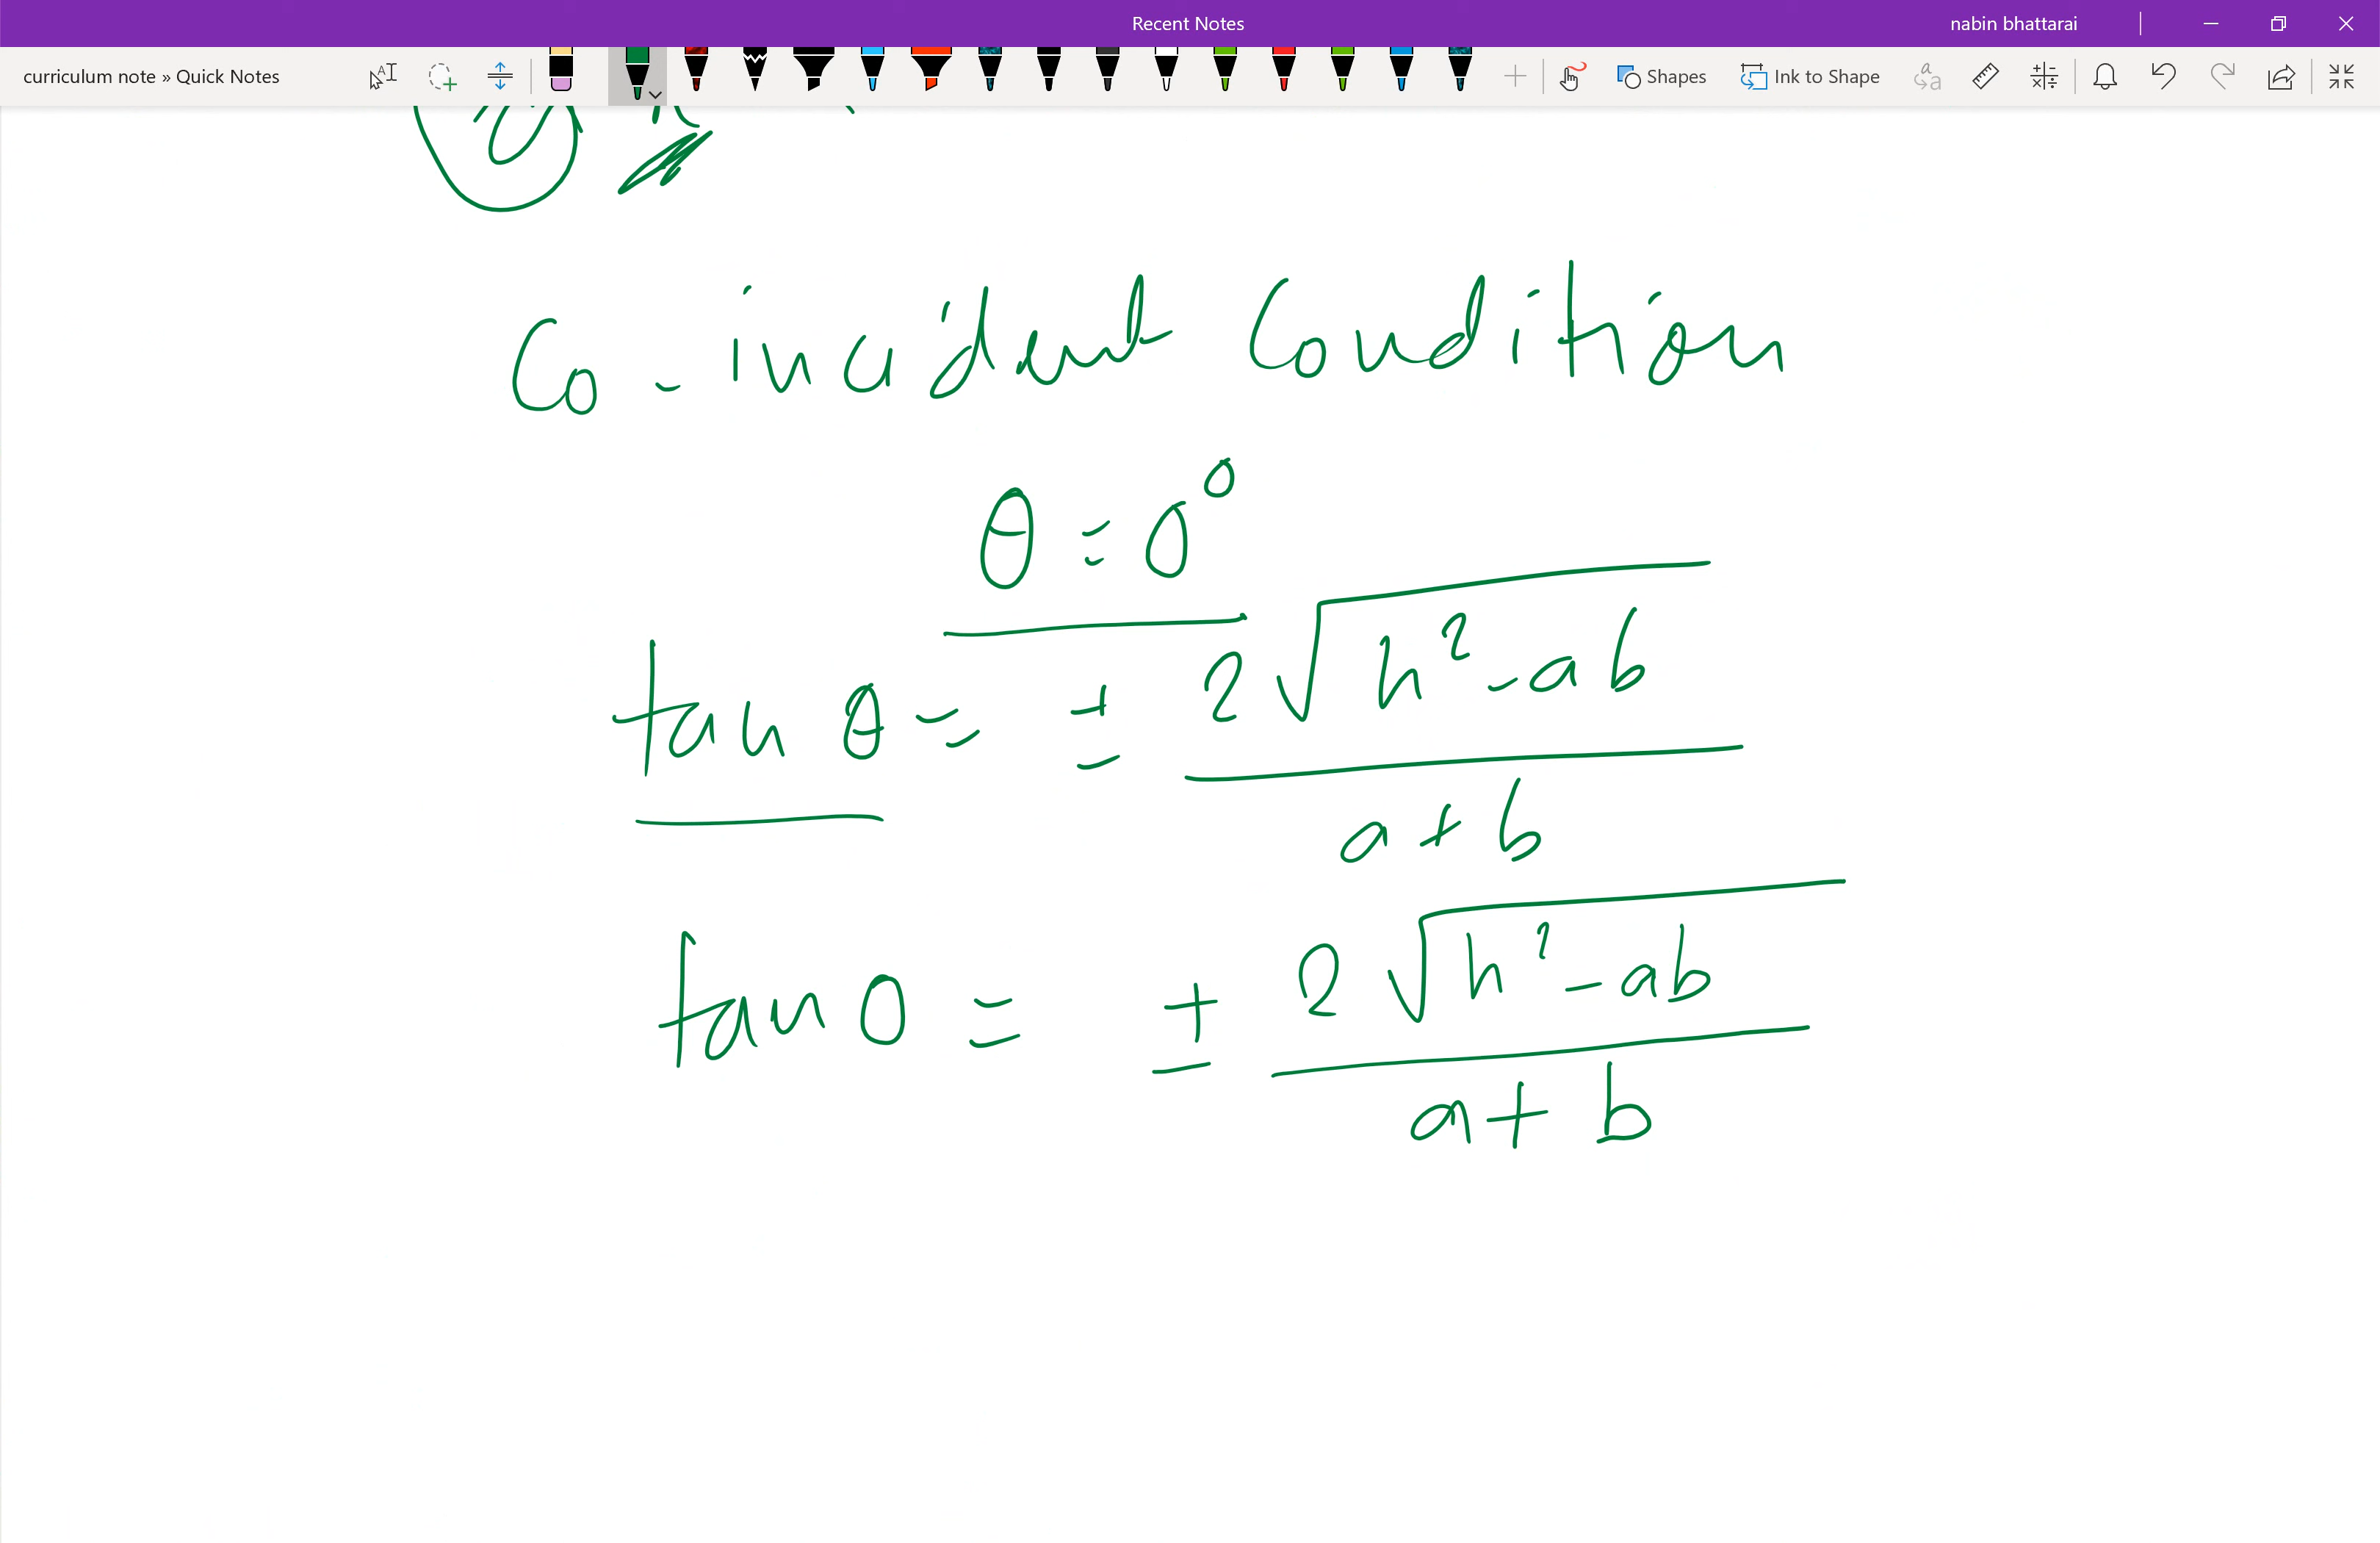 Recent Notes
nabin bhattarai
curriculum note » Quick Notes
Shapes
Ink to Shape
Co-incident Condition
θ = 0⁰
tan θ = ± 2√(h² - ab) / a + b
tan 0 = ± 2√(h² - ab) / a + b